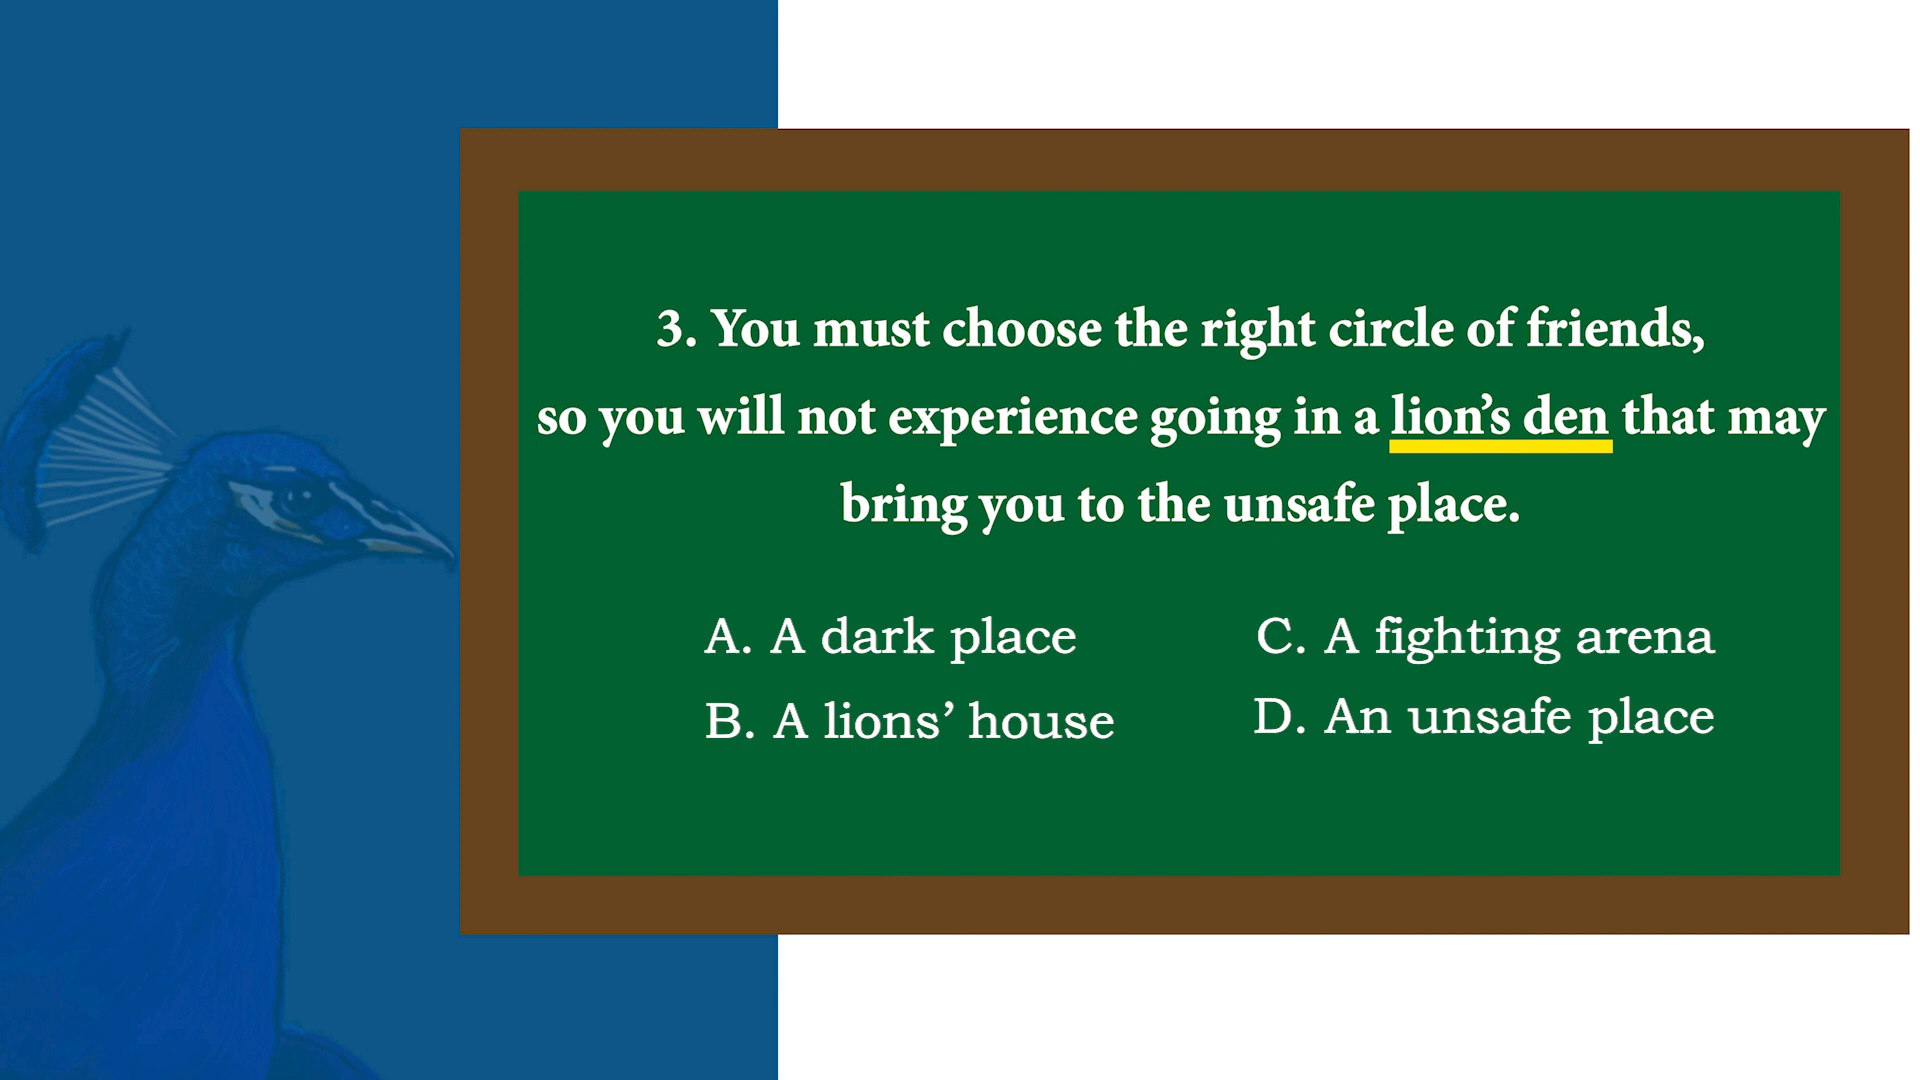 3. You must choose the right circle of friends,
so you will not experience going in a lion’s den that may
bring you to the unsafe place.
A. A dark place
B. A lions’ house
C. A fighting arena
D. An unsafe place